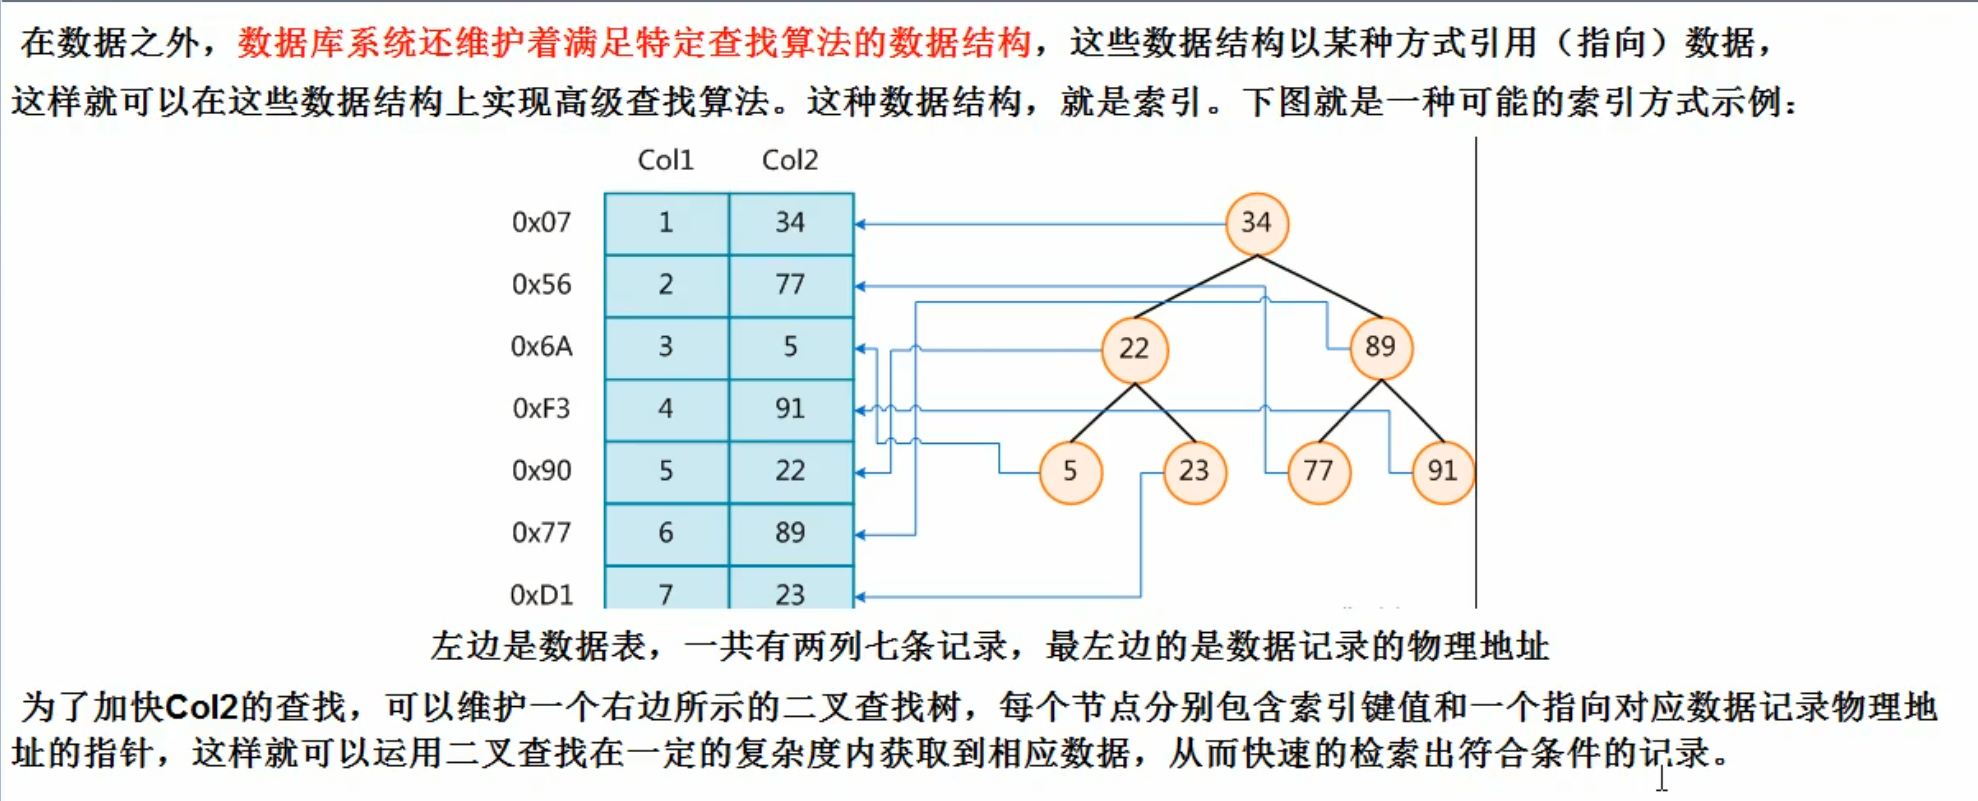 在数据之外，数据库系统还维护着满足特定查找算法的数据结构，这些数据结构以某种方式引用（指向）数据，
这样就可以在这些数据结构上实现高级查找算法。这种数据结构，就是索引。下图就是一种可能的索引方式示例：
Col1 Col2
0x07 1 34 34
0x56 2 77
0x6A 3 5 22 89
0xF3 4 91
0x90 5 22 5 23 77 91
0x77 6 89
0xD1 7 23
左边是数据表，一共有两列七条记录，最左边的是数据记录的物理地址
为了加快Col2的查找，可以维护一个右边所示的二叉查找树，每个节点分别包含索引键值和一个指向对应数据记录物理地
址的指针，这样就可以运用二叉查找在一定的复杂度内获取到相应数据，从而快速的检索出符合条件的记录。